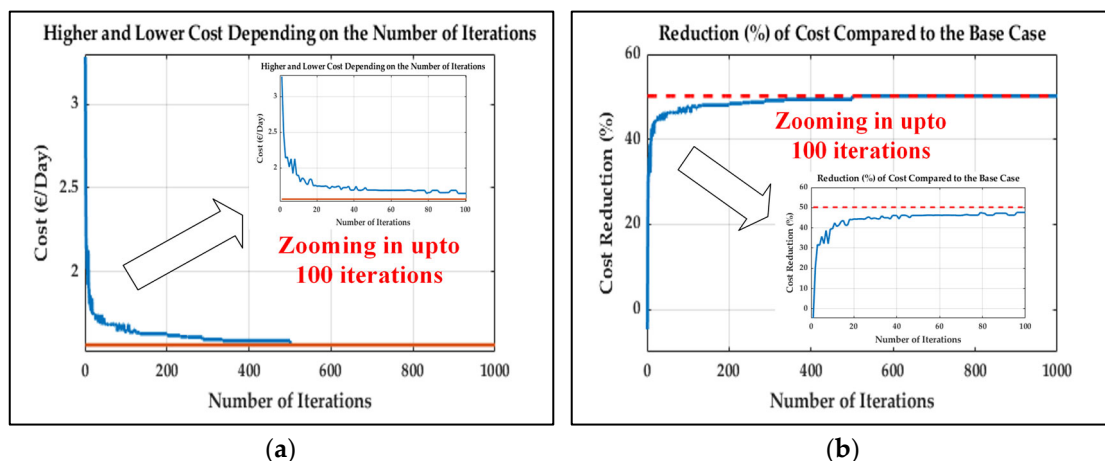 Higher and Lower Cost Depending on the Number of Iterations
Cost (€/Day)
3
2.5
2
0
200
400
600
800
1000
Number of Iterations
Higher and Lower Cost Depending on the Number of Iterations
Cost (€/Day)
3
2.5
2
0
20
40
60
80
100
Number of Iterations
Zooming in upto
100 iterations
(a)
Reduction (%) of Cost Compared to the Base Case
Cost Reduction (%)
60
40
20
0
0
200
400
600
800
1000
Number of Iterations
Zooming in upto
100 iterations
Reduction (%) of Cost Compared to the Base Case
Cost Reduction (%)
60
50
40
30
20
10
0
0
20
40
60
80
100
Number of Iterations
(b)